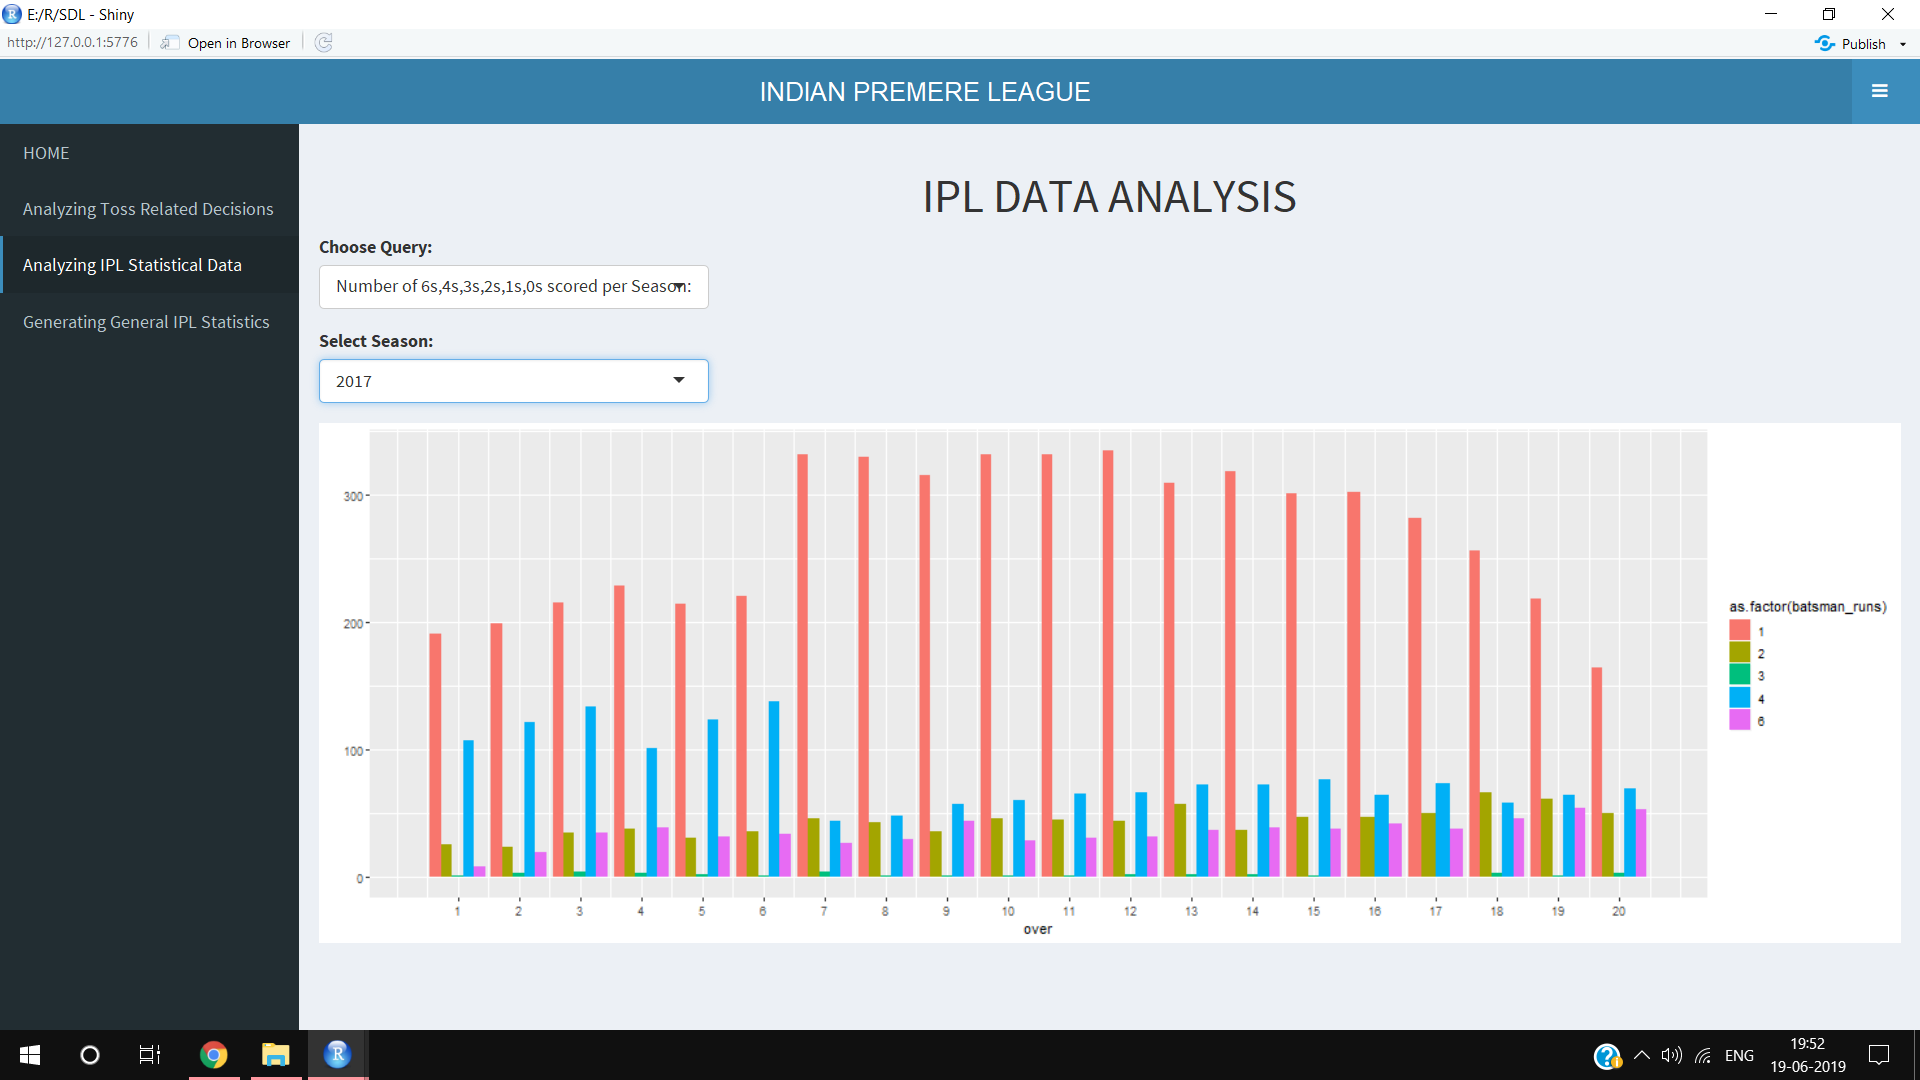 E:/R/SDL - Shiny
http://127.0.0.1:5776 Open in Browser Publish
INDIAN PREMERE LEAGUE
HOME
Analyzing Toss Related Decisions
Analyzing IPL Statistical Data
Generating General IPL Statistics
IPL DATA ANALYSIS
Choose Query:
Number of 6s,4s,3s,2s,1s,0s scored per Season:
Select Season:
2017
300
200
100
0
1 2 3 4 5 6 7 8 9 10 11 12 13 14 15 16 17 18 19 20
over
as.factor(batsman_runs)
1
2
3
4
6
ENG
19:52
19-06-2019